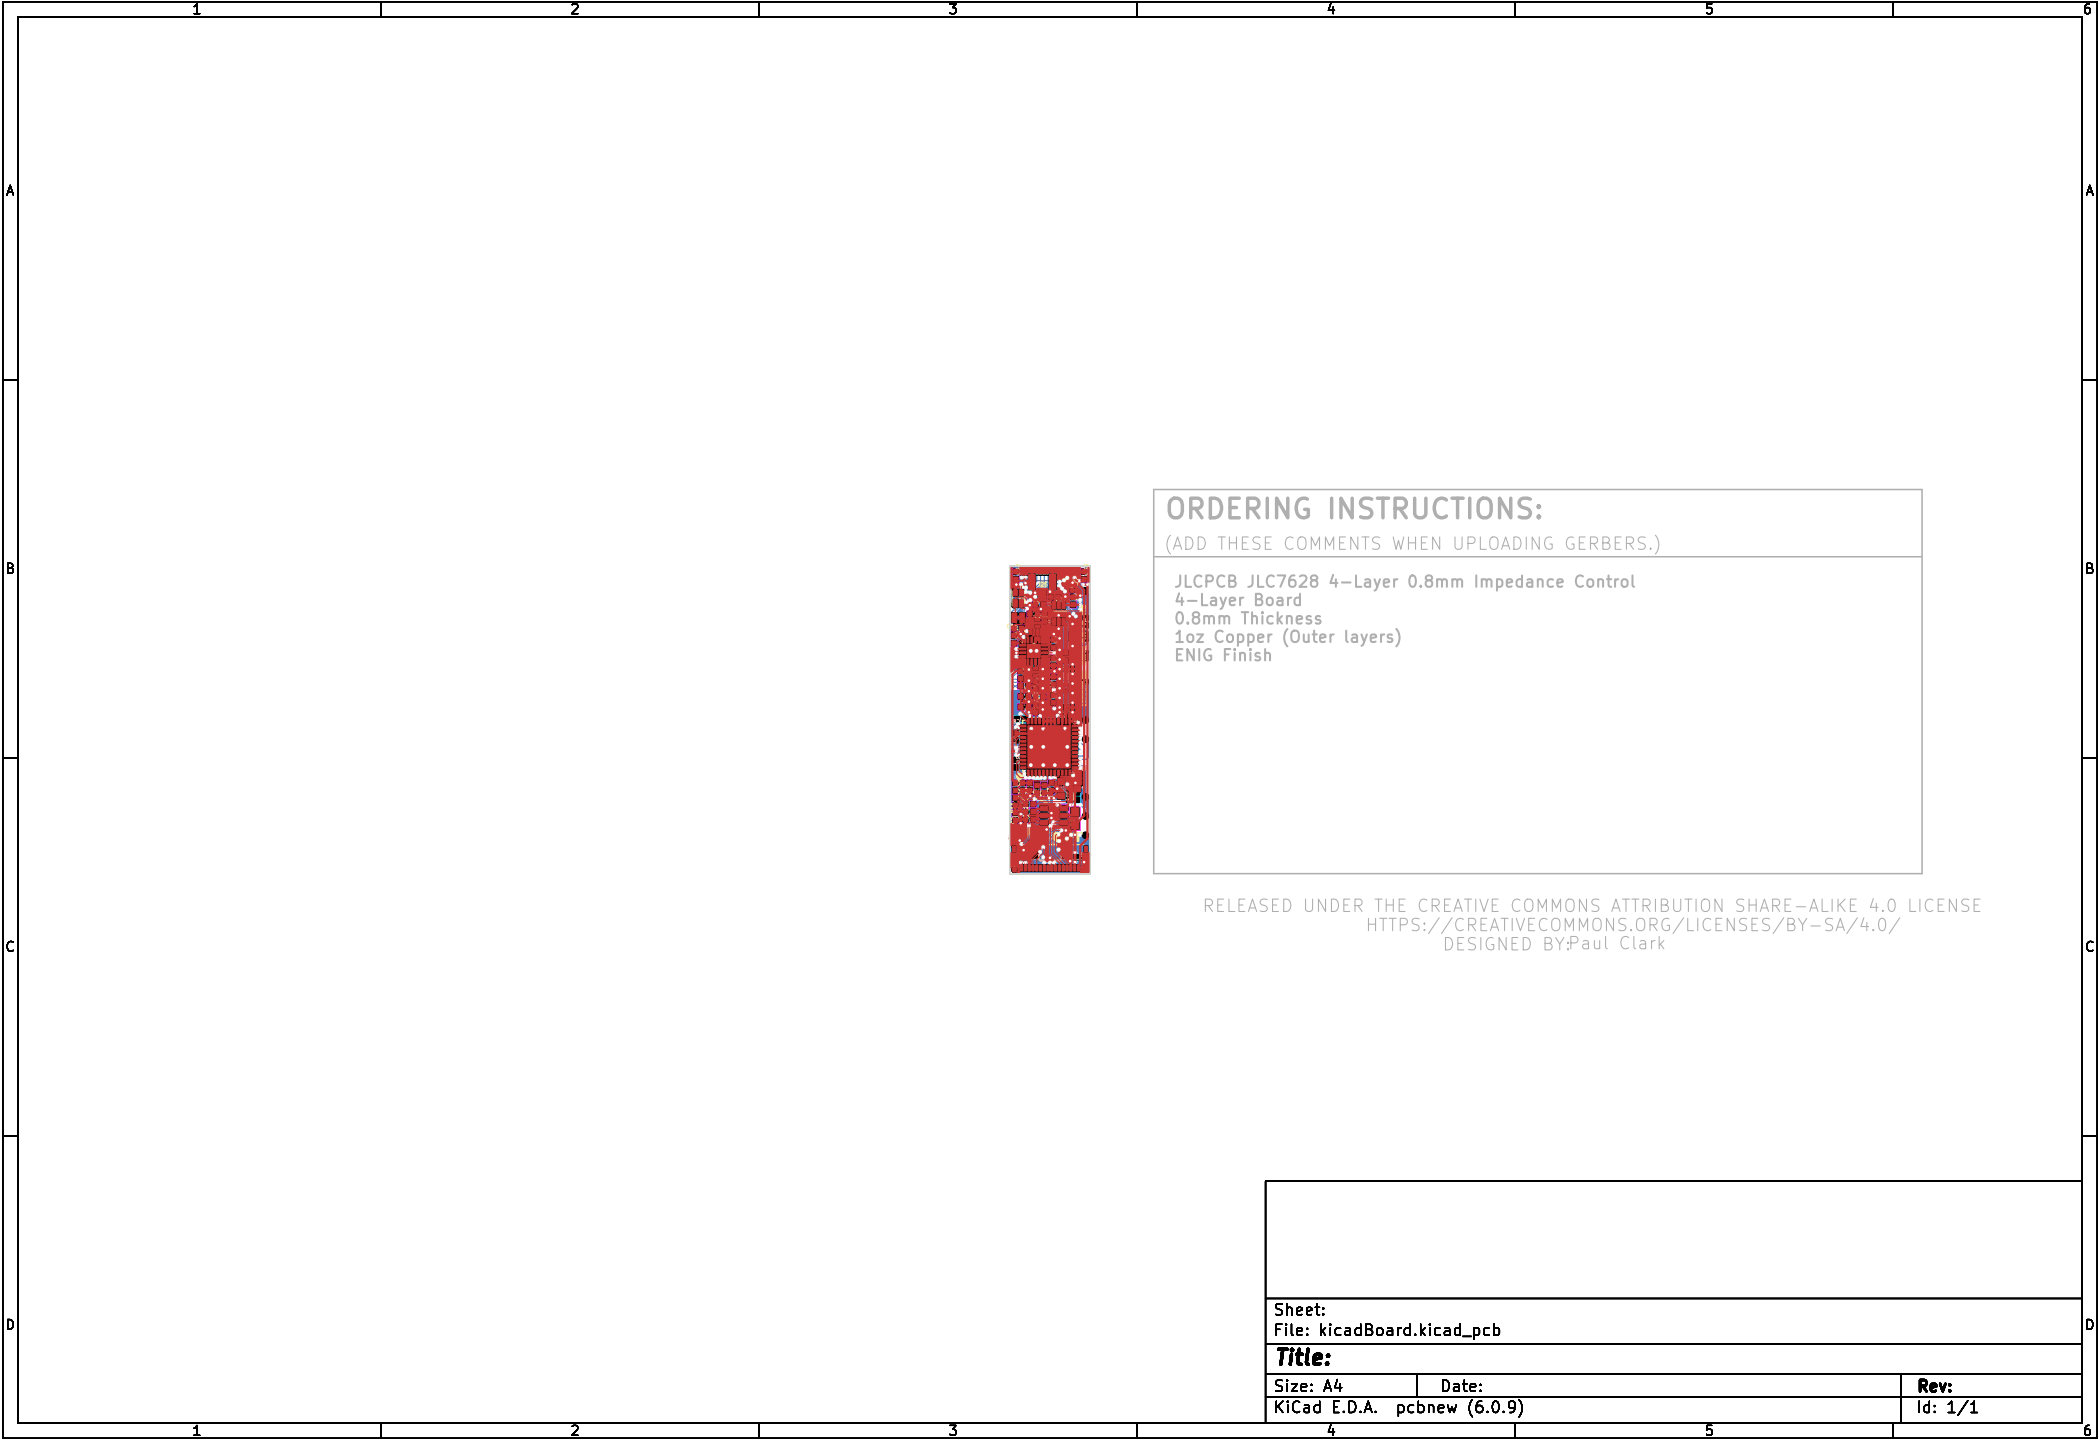 1 2 3 4 5 6
A A
ORDERING INSTRUCTIONS:
(ADD THESE COMMENTS WHEN UPLOADING GERBERS.)
B B
JLCPCB JLC7628 4-Layer 0.8mm Impedance Control
4-Layer Board
0.8mm Thickness
1oz Copper (Outer layers)
ENIG Finish
RELEASED UNDER THE CREATIVE COMMONS ATTRIBUTION SHARE-ALIKE 4.0 LICENSE
HTTPS://CREATIVECOMMONS.ORG/LICENSES/BY-SA/4.0/
C C
DESIGNED BY:Paul Clark
Sheet:
D D
File: kicadBoard.kicad_pcb
Title:
Size: A4 Date: Rev:
KiCad E.D.A. pcbnew (6.0.9) Id: 1/1
1 2 3 4 5 6